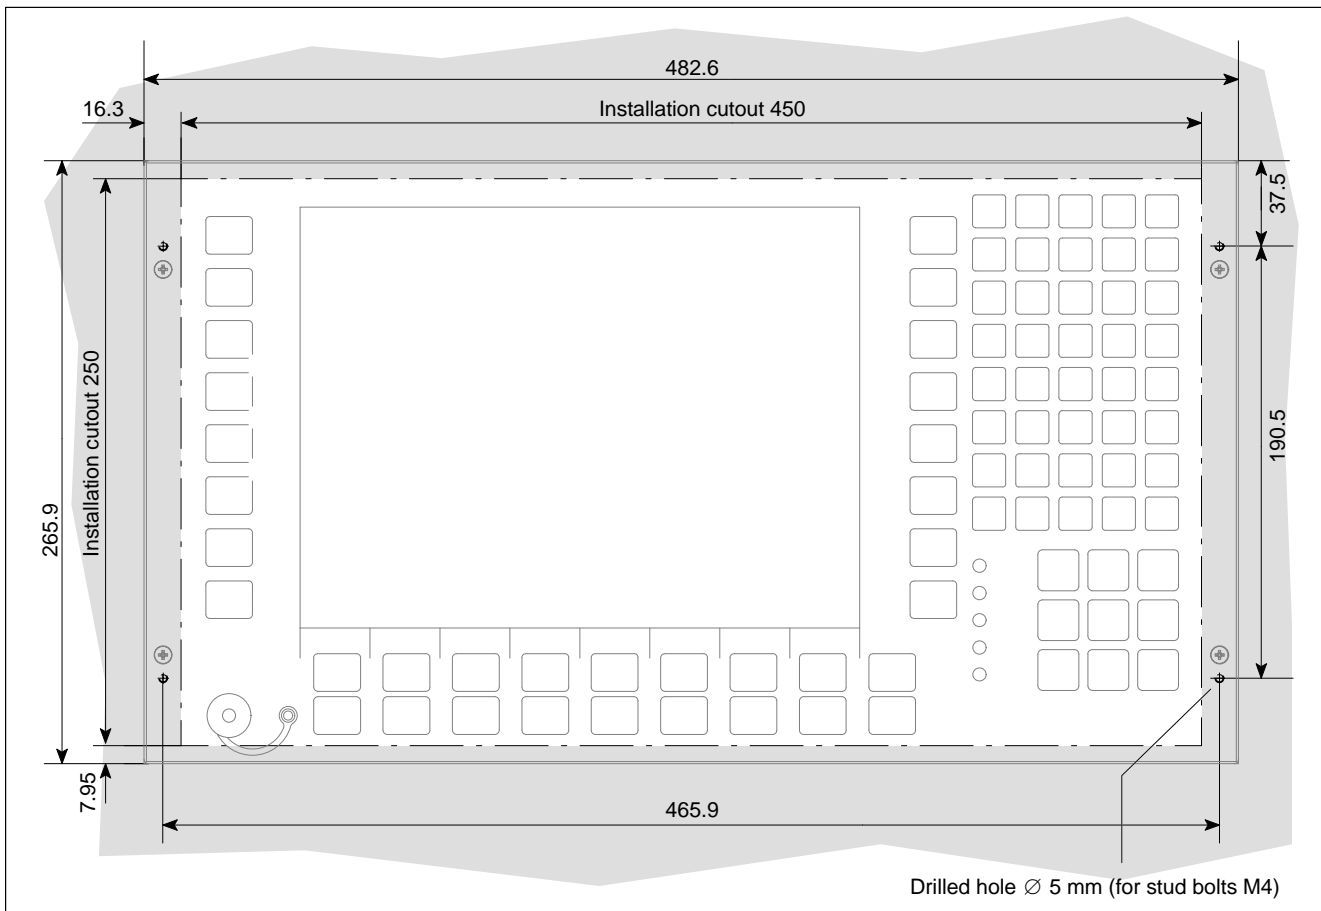 482.6
16.3
Installation cutout 450
37.5
Installation cutout 250
190.5
265.9
7.95
465.9
Drilled hole ∅ 5 mm (for stud bolts M4)